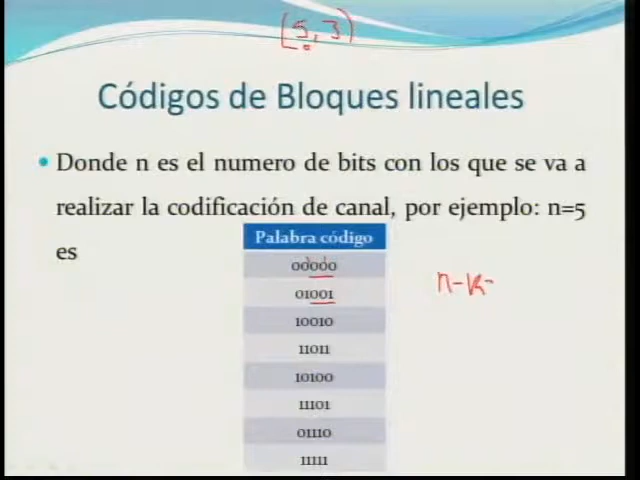 (5,3)
Códigos de Bloques lineales
• Donde n es el numero de bits con los que se va a
realizar la codificación de canal, por ejemplo: n=5
es
Palabra código
00000
01001
n-k-
10010
11011
10100
11101
01110
11111